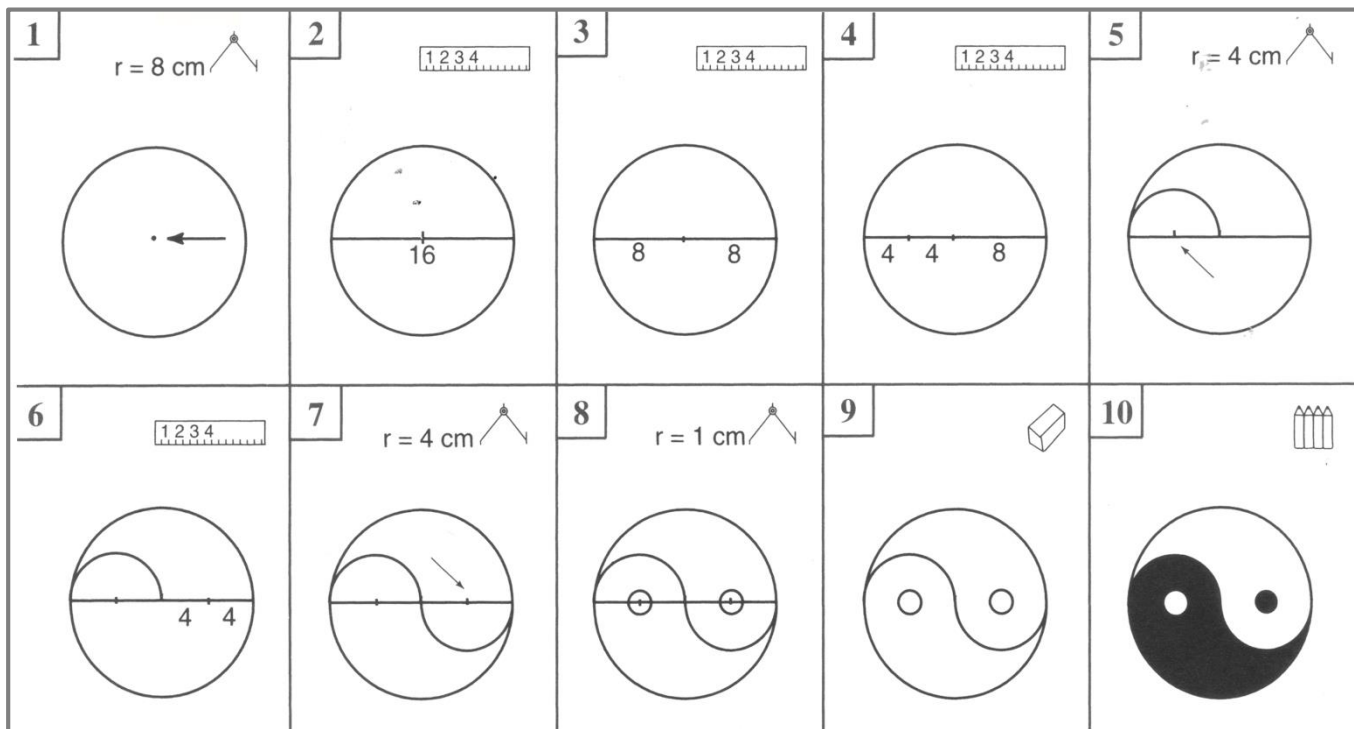 1
r = 8 cm
2
1 2 3 4
16
3
1 2 3 4
8 8
4
1 2 3 4
4 4 8
5
r = 4 cm
6
1 2 3 4
4 4
7
r = 4 cm
8
r = 1 cm
9
10